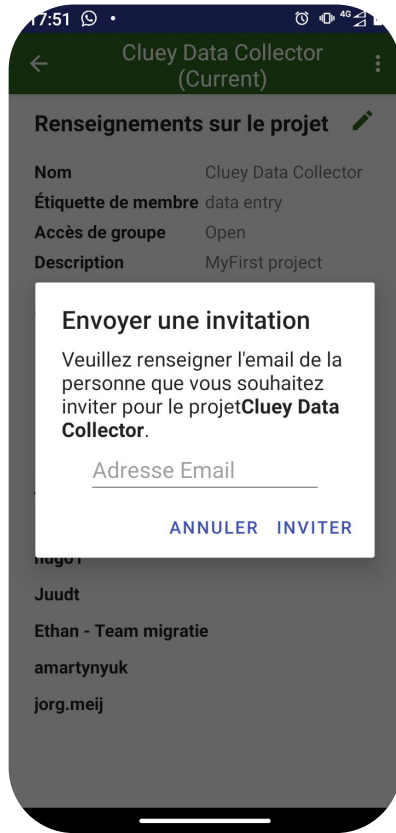 17:51
4G
Cluey Data Collector
(Current)
Renseignements sur le projet
Nom Cluey Data Collector
Étiquette de membre data entry
Accès de groupe Open
Description MyFirst project
Envoyer une invitation
Veuillez renseigner l'email de la
personne que vous souhaitez
inviter pour le projetCluey Data
Collector.
Adresse Email
ANNULER INVITER
hugo1
Juudt
Ethan - Team migratie
amartynyuk
jorg.meij